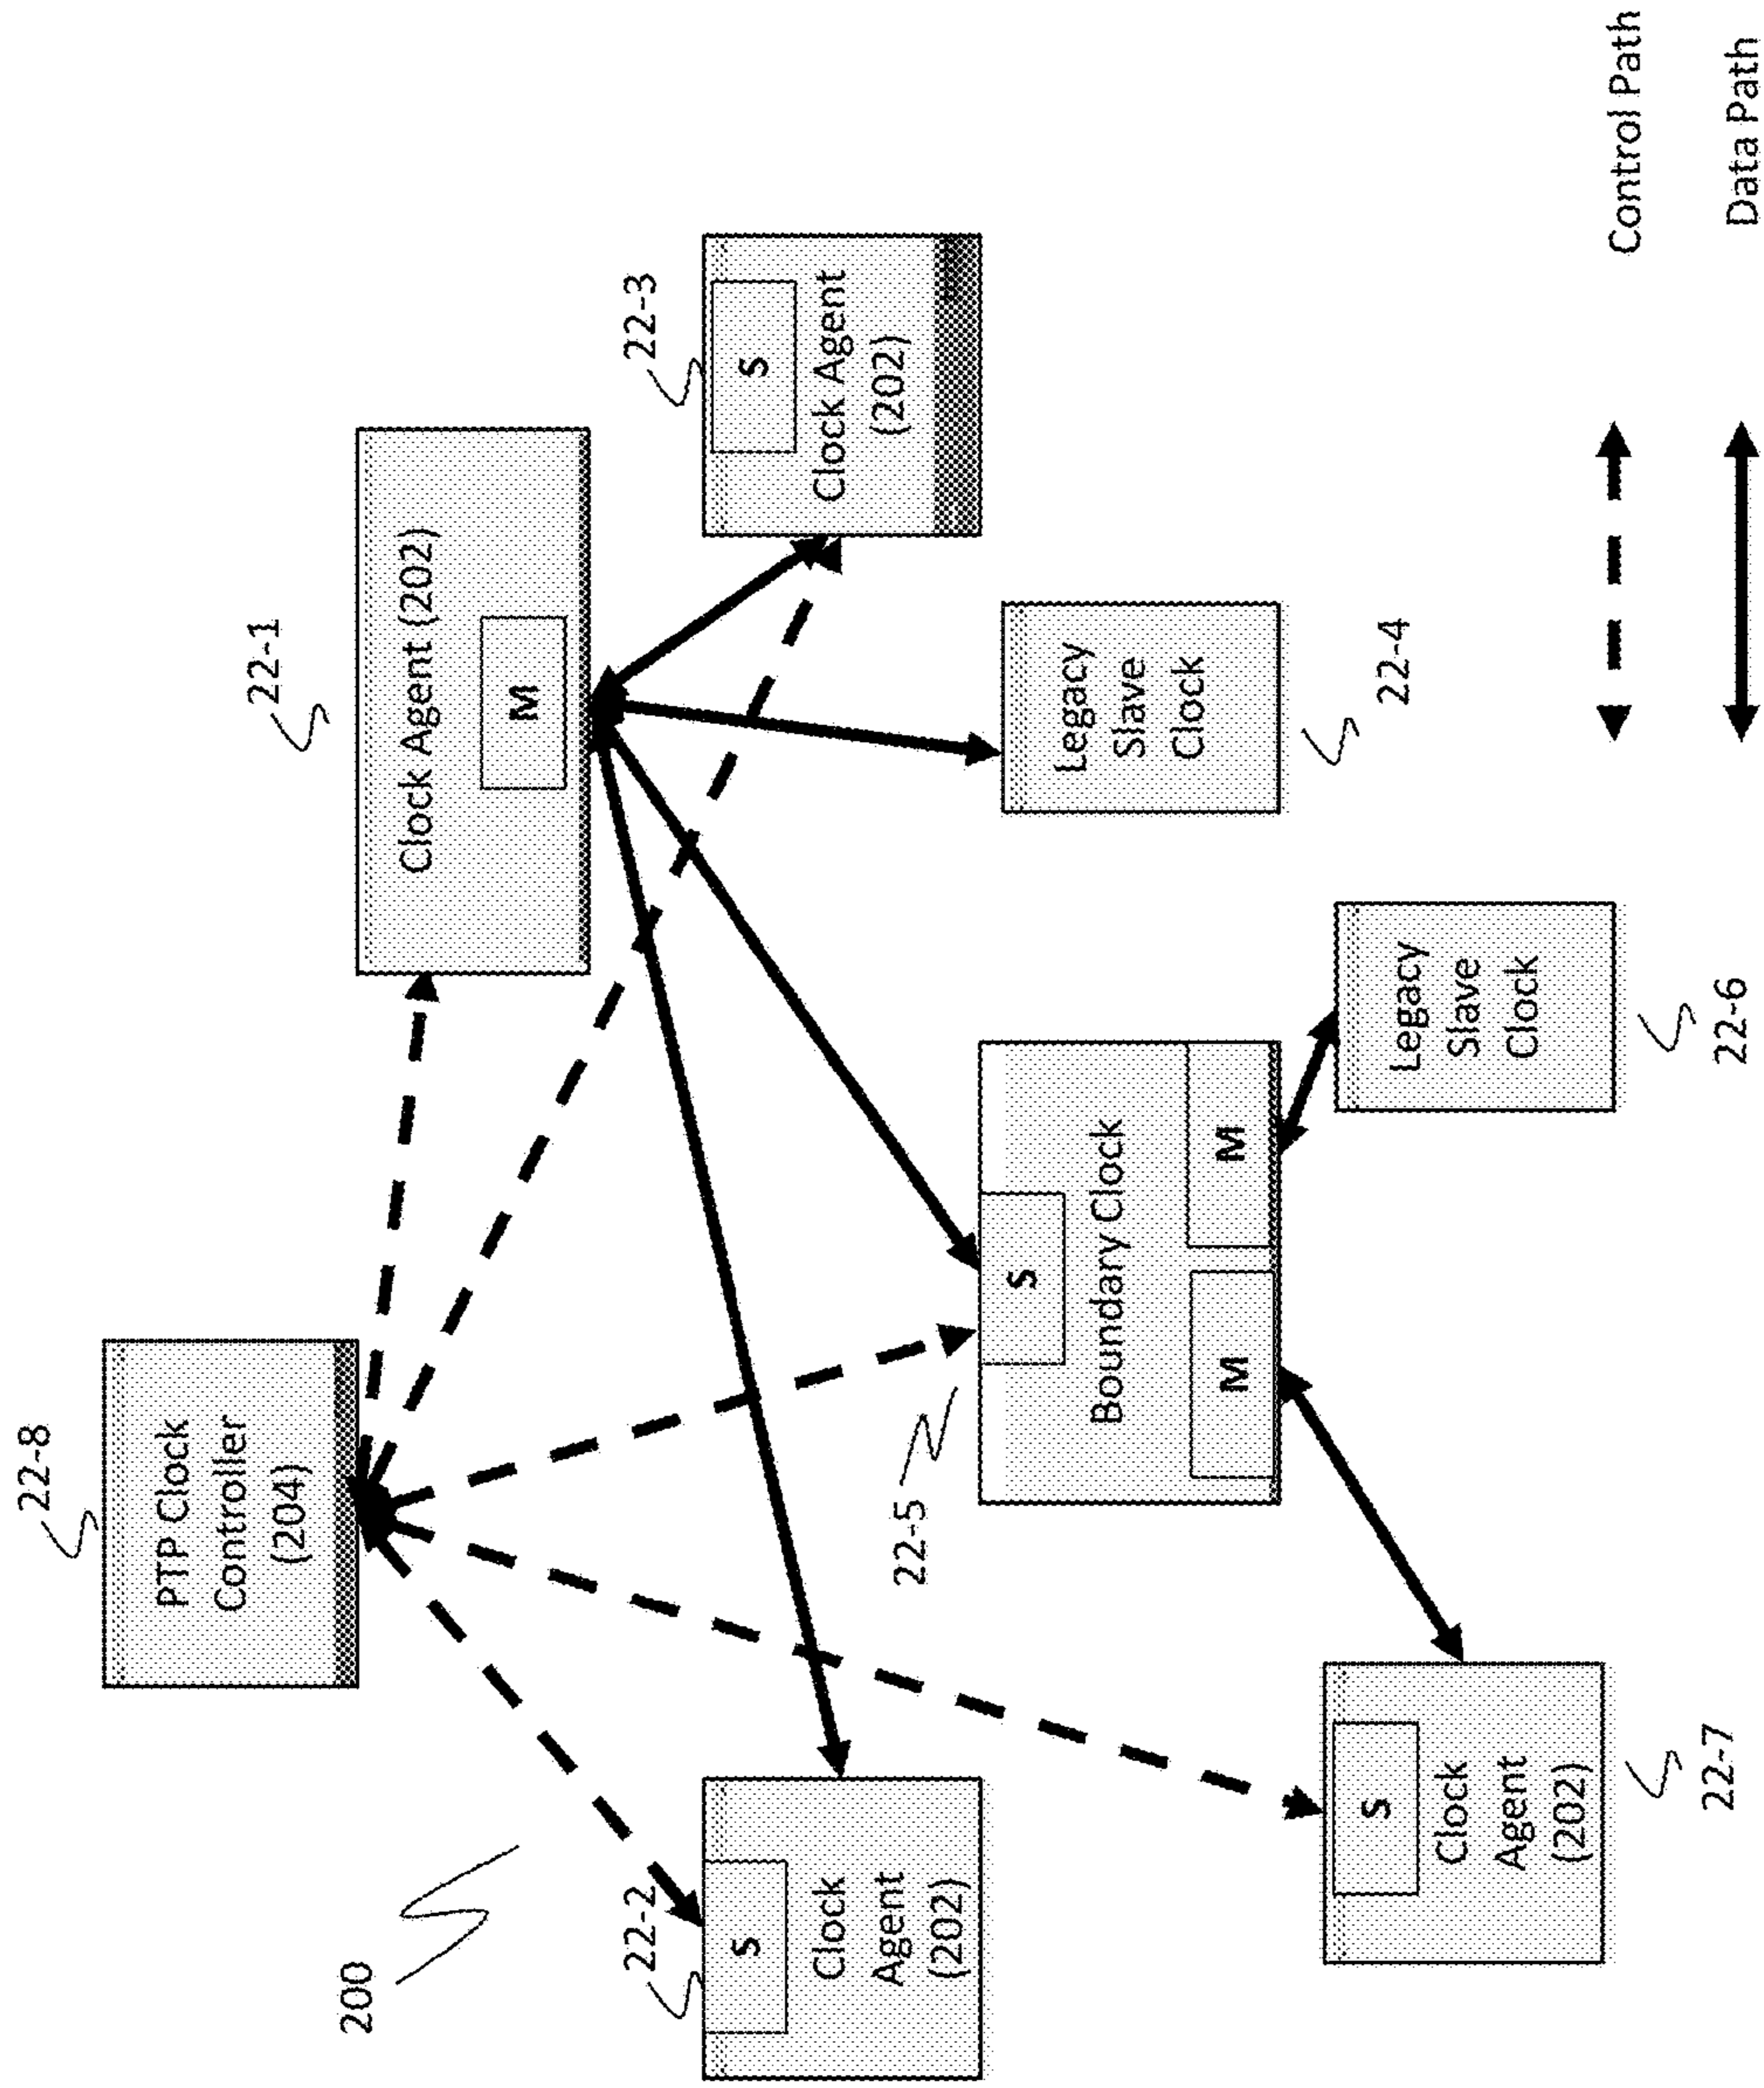 22-8
PTP Clock
Controller
(204)
200
22-1
Clock Agent (202)
M
22-2
S
Clock
Agent
(202)
22-3
S
Clock Agent
(202)
22-5
S
Boundary Clock
M
M
Legacy
Slave
Clock
22-4
S
Clock
Agent
(202)
22-7
Legacy
Slave
Clock
22-6
Control Path
Data Path